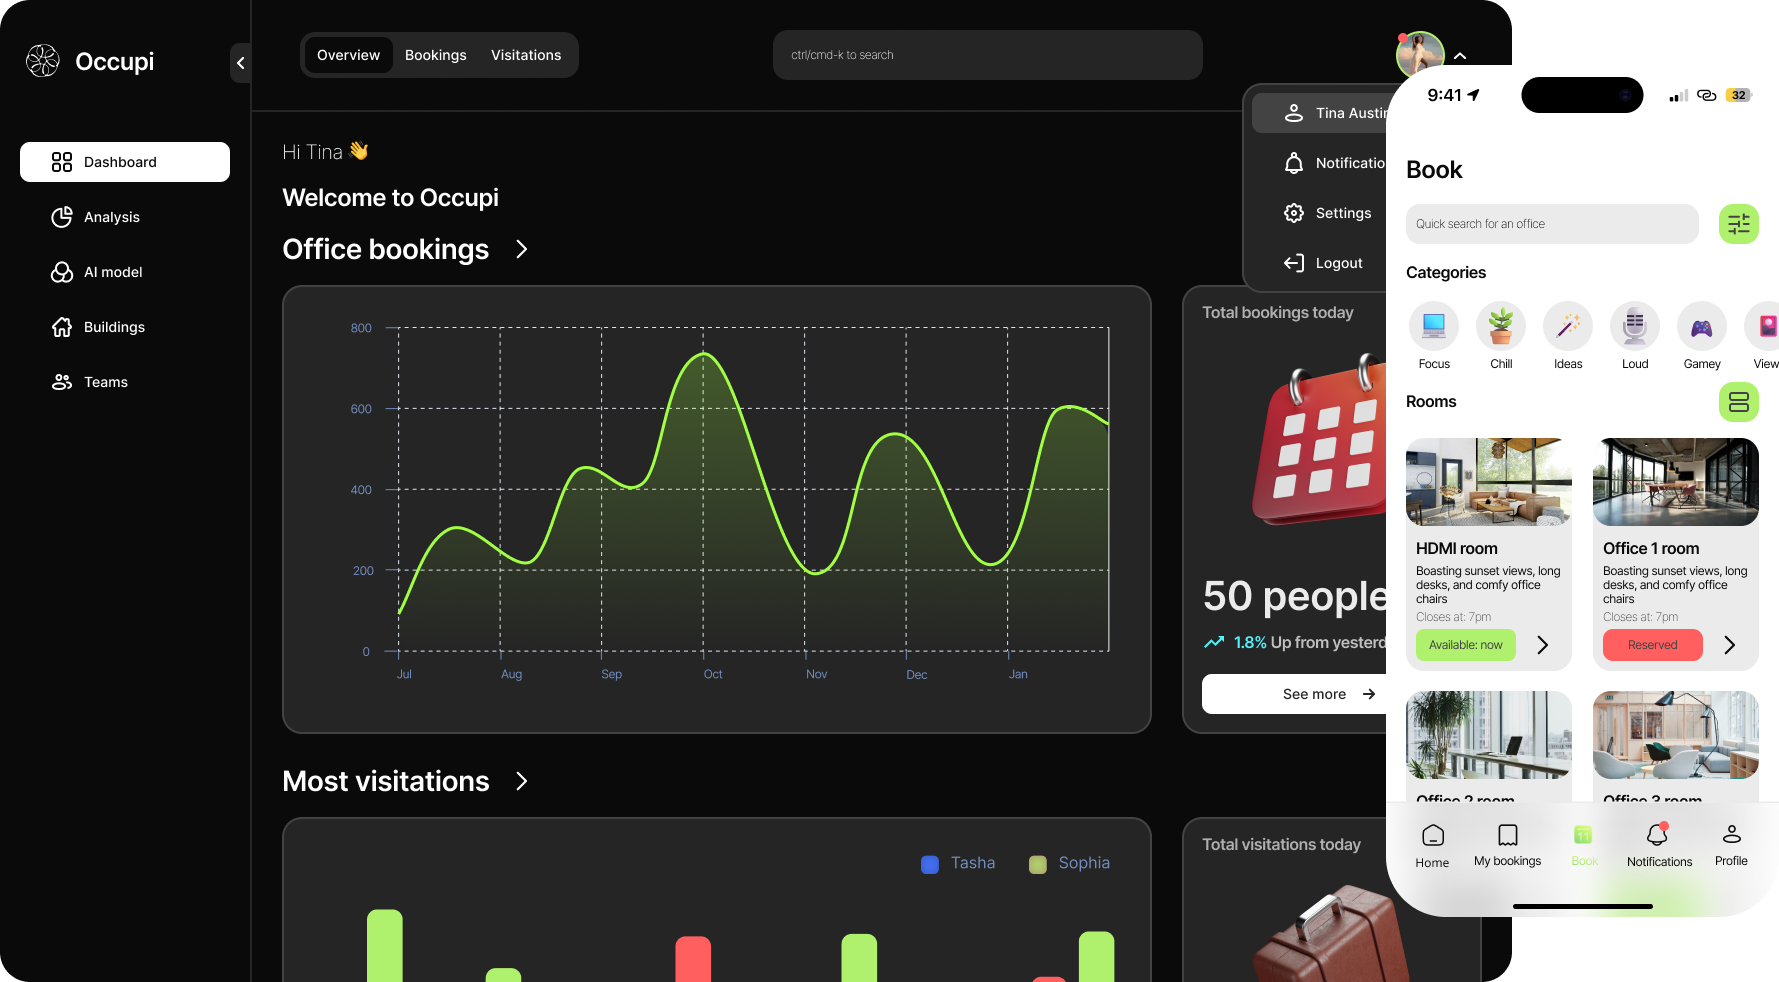 Occupi
Overview
Bookings
Visitations
ctrl/cmd-k to search
Dashboard
Analysis
AI model
Buildings
Teams
Hi Tina 👋
Welcome to Occupi
Office bookings
800
600
400
200
0
Jul
Aug
Sep
Oct
Nov
Dec
Jan
Total bookings today
50 people
1.8% Up from yesterd
See more
Most visitations
Tasha
Sophia
Total visitations today
Tina Austin
Notificatio
Settings
Logout
9:41
32
Book
Quick search for an office
Categories
Focus
Chill
Ideas
Loud
Gamey
View
Rooms
HDMI room
Boasting sunset views, long
desks, and comfy office
chairs
Closes at: 7pm
Available: now
Office 1 room
Boasting sunset views, long
desks, and comfy office
chairs
Closes at: 7pm
Reserved
Office 2 room
Office 3 room
Home
My bookings
11
Book
Notifications
Profile